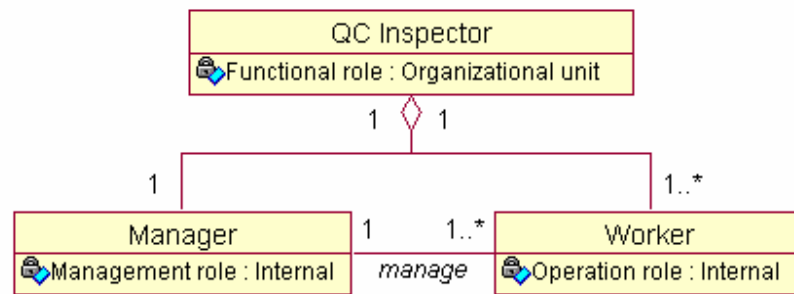 QC Inspector
Functional role : Organizational unit
1 1
1 1..*
Manager 1 1..* Worker
Management role : Internal manage Operation role : Internal